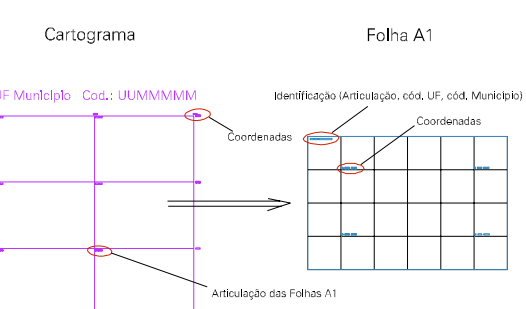 Cartograma
Folha A1
UF Município Cod.: UUMMMMM
Identificação (Articulação, cód, UF, cód, Município)
Coordenadas
Coordenadas
Articulação das Folhas A1